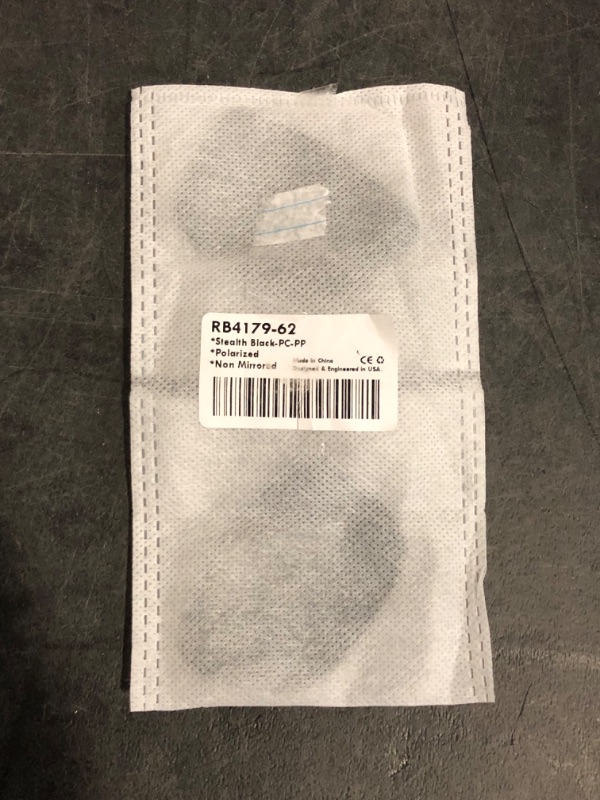 RB4179-62
*Stealth Black-PC-PP
*Polarized
*Non Mirrored
Made in China
Designed & Engineered in USA.
CE